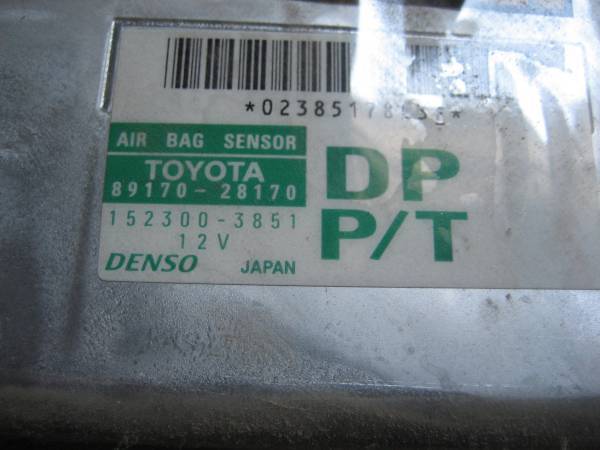 AIR BAG SENSOR
TOYOTA
89170-28170
152300-3851
12V
DENSO JAPAN
DP
P/T